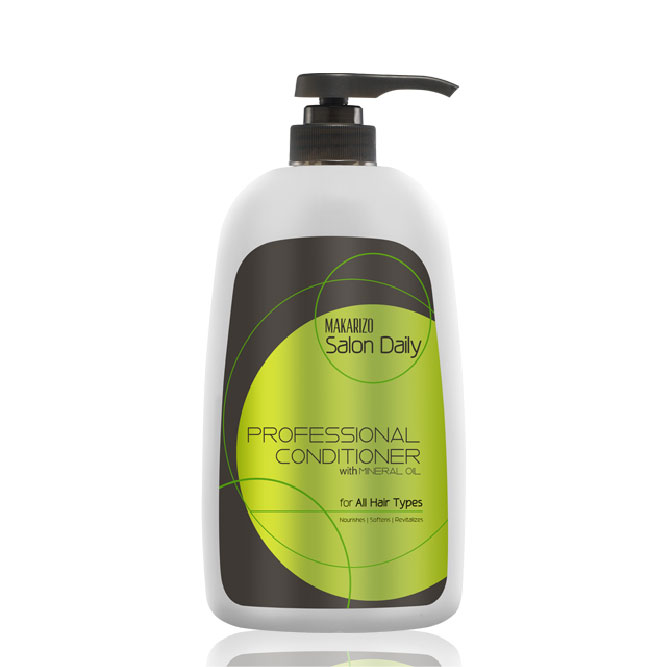 MAKARIZO
Salon Daily
PROFESSIONAL
CONDITIONER
with MINERAL OIL
for All Hair Types
Nourishes | Softens | Revitalizes